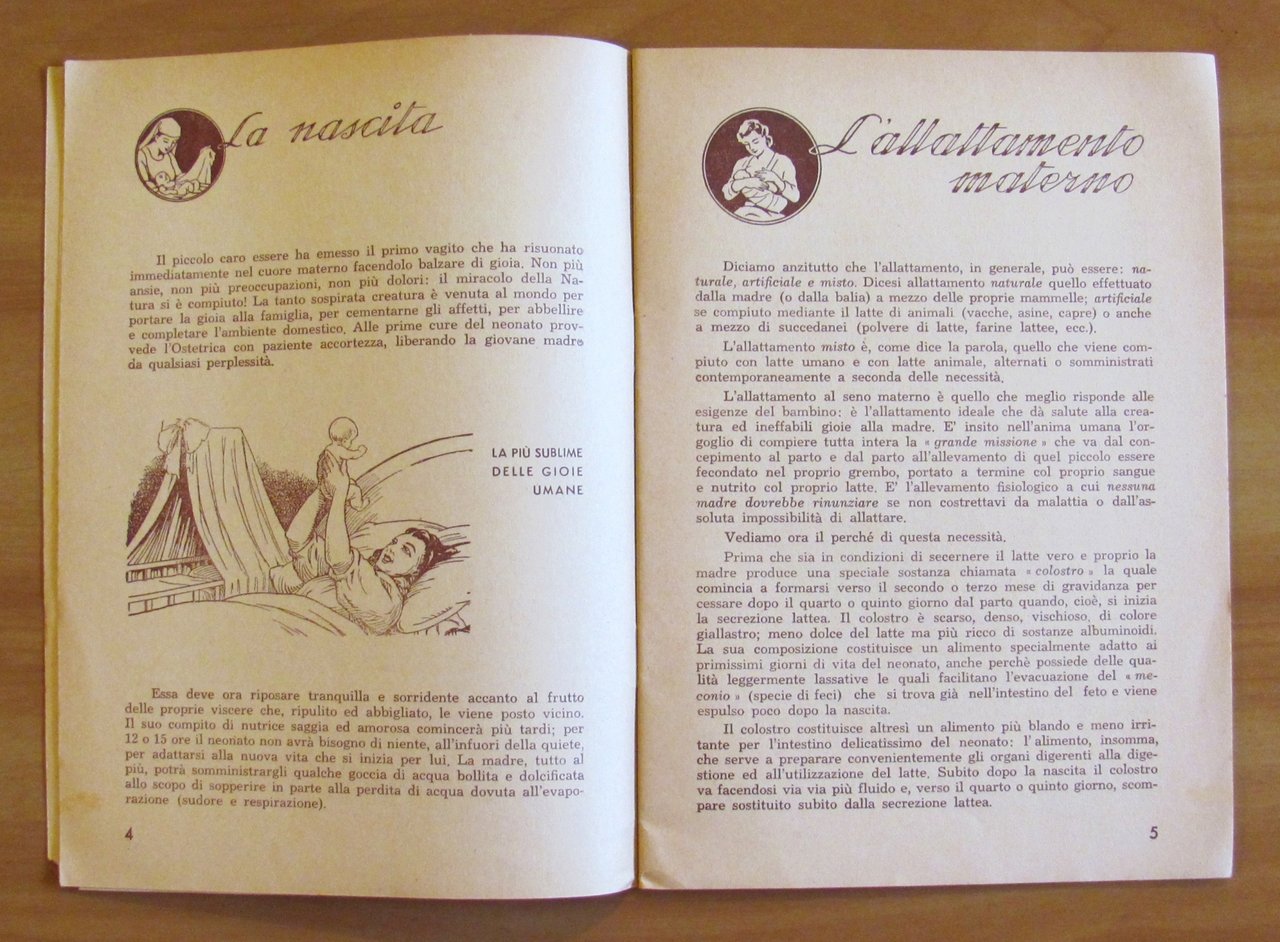 La nascita
Il piccolo caro essere ha emesso il primo vagito che ha risuonato
immediatamente nel cuore materno facendolo balzare di gioia. Non più
ansie, non più preoccupazioni, non più dolori: il miracolo della Na-
tura si è compiuto! La tanto sospirata creatura è venuta al mondo per
portare la gioia alla famiglia, per cementarne gli affetti, per abbellire
e completare l'ambiente domestico. Alle prime cure del neonato prov-
vede l'Ostetrica con paziente accortezza, liberando la giovane madre
da qualsiasi perplessità.
LA PIÙ SUBLIME
DELLE GIOIE
UMANE
Essa deve ora riposare tranquilla e sorridente accanto al frutto
delle proprie viscere che, ripulito ed abbigliato, le viene posto vicino.
Il suo compito di nutrice saggia ed amorosa comincerà più tardi; per
12 o 15 ore il neonato non avrà bisogno di niente, all'infuori della quiete,
per adattarsi alla nuova vita che si inizia per lui. La madre, tutto al
più, potrà somministrargli qualche goccia di acqua bollita e dolcificata
allo scopo di sopperire in parte alla perdita di acqua dovuta all'evapo-
razione (sudore e respirazione).
4
L'allattamento
materno
Diciamo anzitutto che l'allattamento, in generale, può essere: na-
turale, artificiale e misto. Dicesi allattamento naturale quello effettuato
dalla madre (o dalla balia) a mezzo delle proprie mammelle; artificiale
se compiuto mediante il latte di animali (vacche, asine, capre) o anche
a mezzo di succedanei (polvere di latte, farine lattee, ecc.).
L'allattamento misto è, come dice la parola, quello che viene com-
piuto con latte umano e con latte animale, alternati o somministrati
contemporaneamente a seconda delle necessità.
L'allattamento al seno materno è quello che meglio risponde alle
esigenze del bambino: è l'allattamento ideale che dà salute alla crea-
tura ed ineffabili gioie alla madre. E' insito nell'anima umana l'or-
goglio di compiere tutta intera la « grande missione » che va dal con-
cepimento al parto e dal parto all'allevamento di quel piccolo essere
fecondato nel proprio grembo, portato a termine col proprio sangue
e nutrito col proprio latte. E' l'allevamento fisiologico a cui nessuna
madre dovrebbe rinunziare se non costrettavi da malattia o dall'as-
soluta impossibilità di allattare.
Vediamo ora il perché di questa necessità.
Prima che sia in condizioni di secernere il latte vero e proprio la
madre produce una speciale sostanza chiamata « colostro » la quale
comincia a formarsi verso il secondo o terzo mese di gravidanza per
cessare dopo il quarto o quinto giorno dal parto quando, cioè, si inizia
la secrezione lattea. Il colostro è scarso, denso, vischioso, di colore
giallastro; meno dolce del latte ma più ricco di sostanze albuminoidi.
La sua composizione costituisce un alimento specialmente adatto ai
primissimi giorni di vita del neonato, anche perchè possiede delle qua-
lità leggermente lassative le quali facilitano l'evacuazione del « me-
conio » (specie di feci) che si trova già nell'intestino del feto e viene
espulso poco dopo la nascita.
Il colostro costituisce altresì un alimento più blando e meno irri-
tante per l'intestino delicatissimo del neonato: l'alimento, insomma,
che serve a preparare convenientemente gli organi digerenti alla dige-
stione ed all'utilizzazione del latte. Subito dopo la nascita il colostro
va facendosi via via più fluido e, verso il quarto o quinto giorno, scom-
pare sostituito subito dalla secrezione lattea.
5